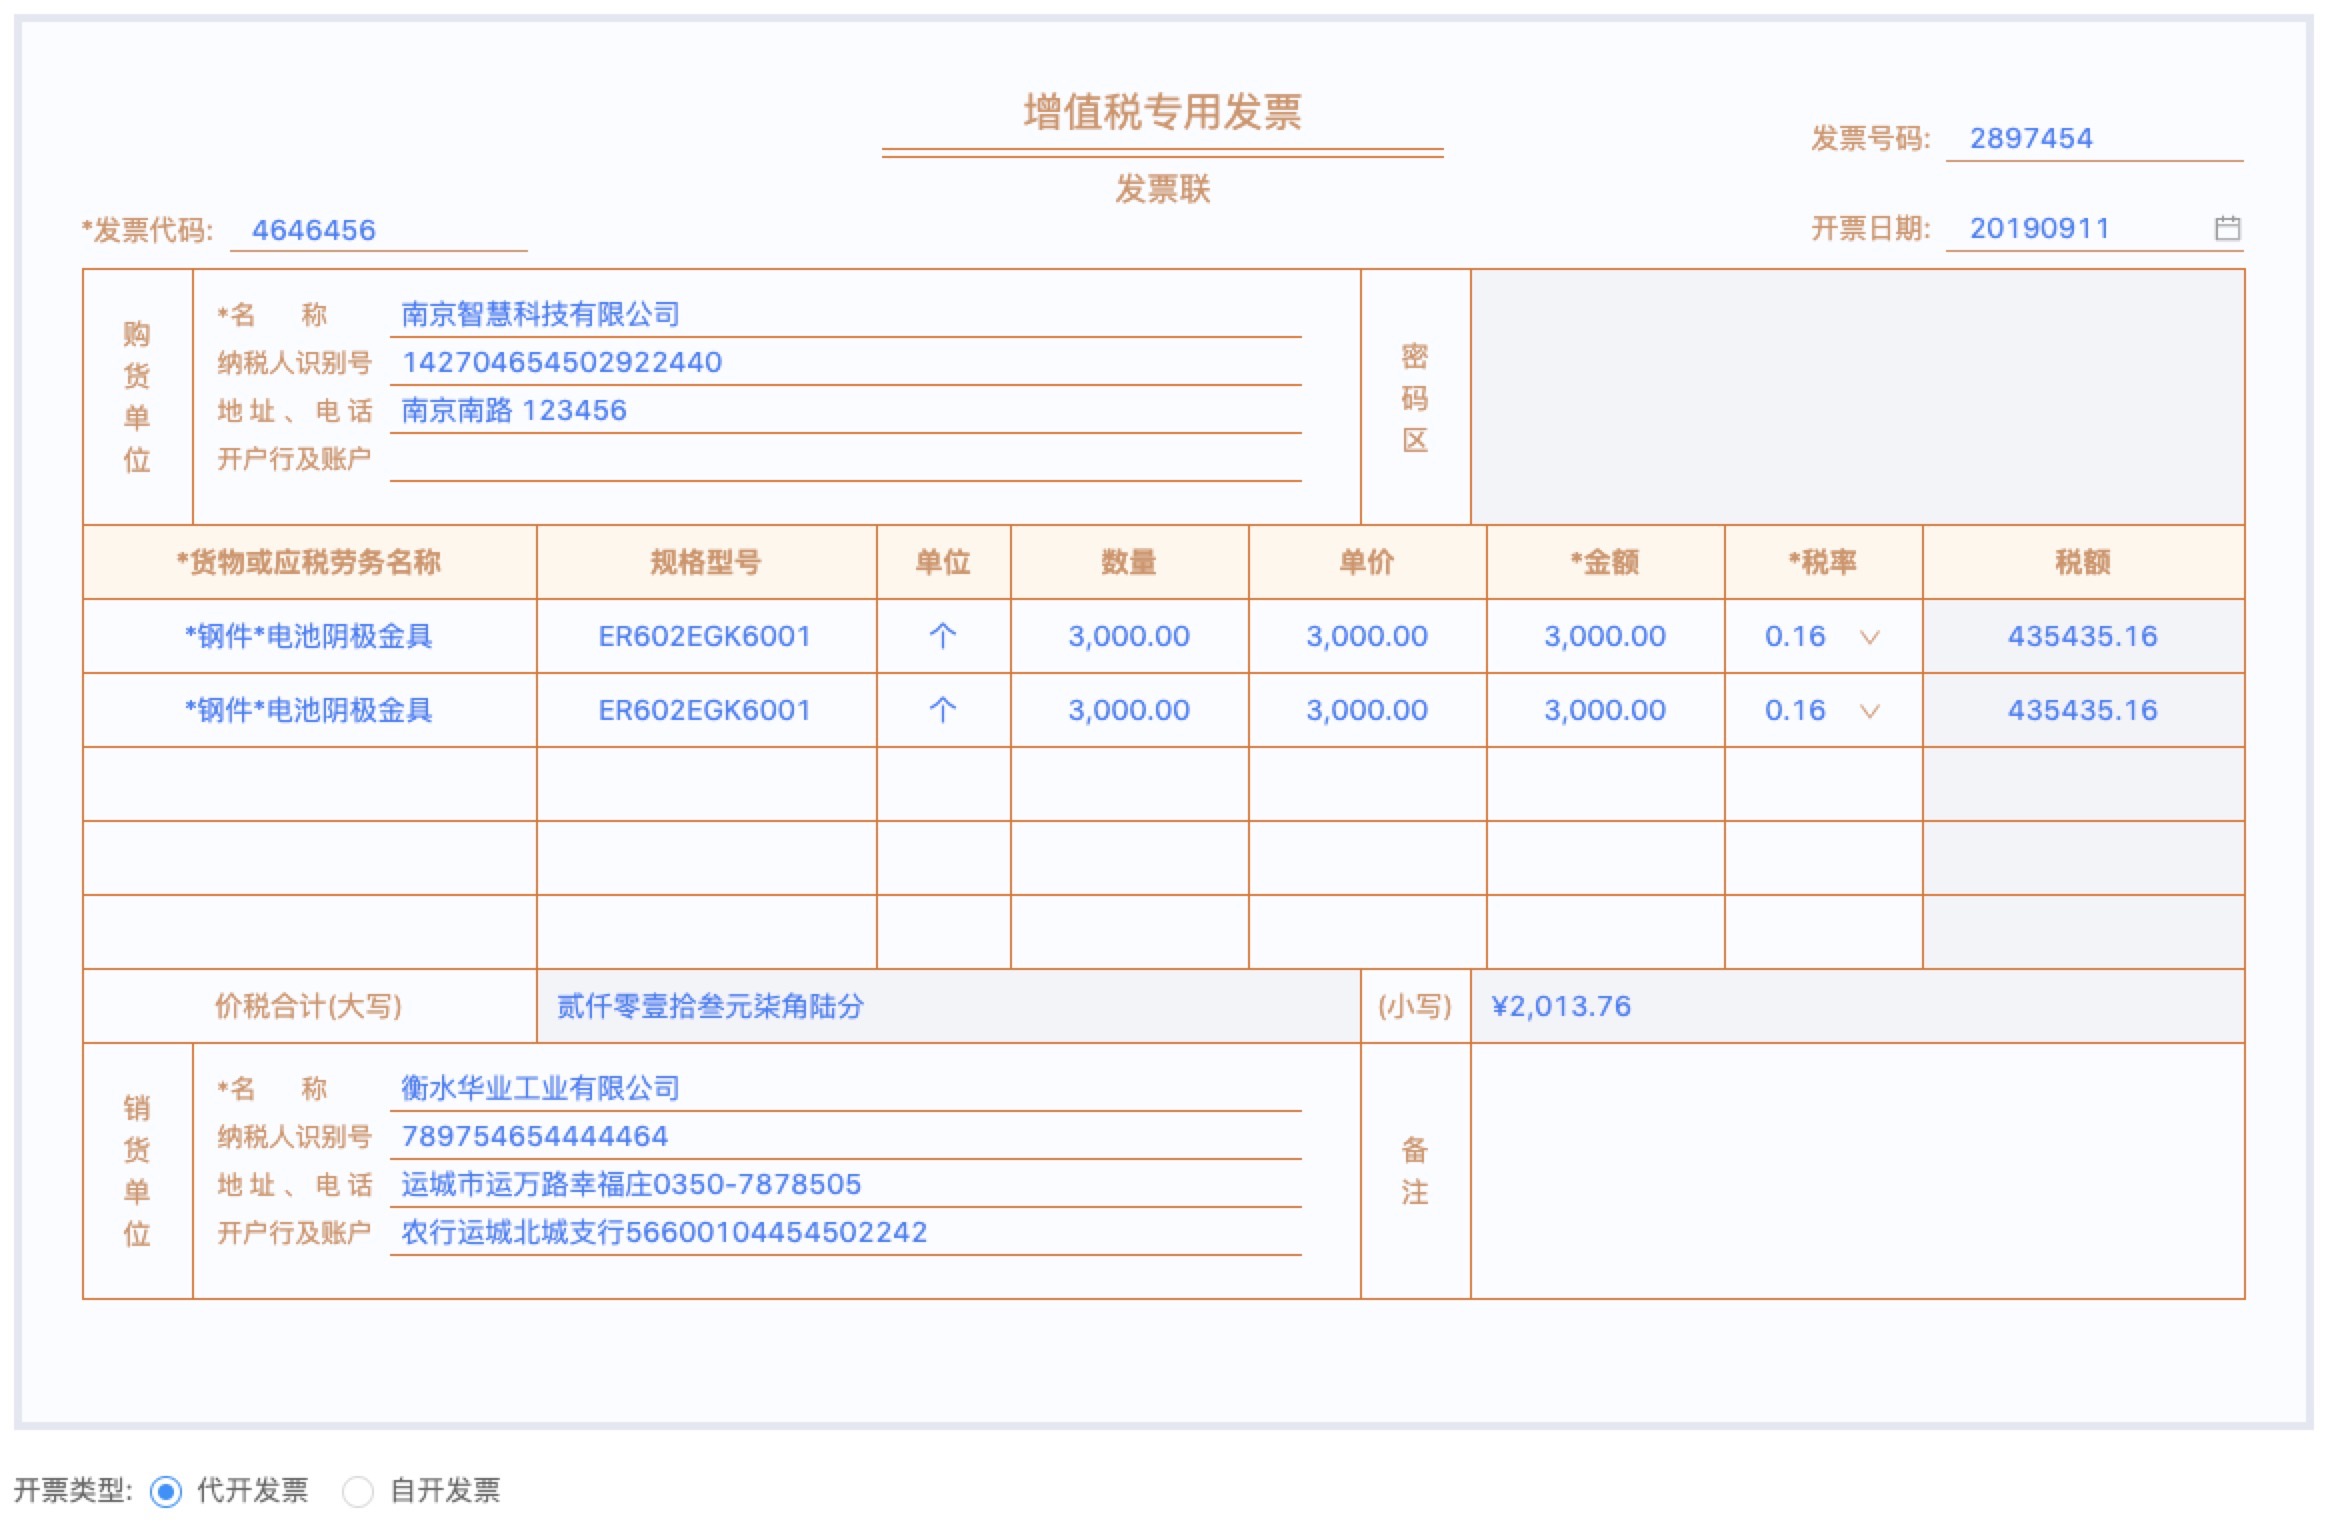 增值税专用发票
发票号码: 2897454
发票联
*发票代码: 4646456
开票日期: 20190911
购货单位
*名 称 南京智慧科技有限公司
纳税人识别号 142704654502922440
地址、电话 南京南路 123456
开户行及账户
密码区
*货物或应税劳务名称 规格型号 单位 数量 单价 *金额 *税率 税额
*钢件*电池阴极金具 ER602EGK6001 个 3,000.00 3,000.00 3,000.00 0.16 435435.16
*钢件*电池阴极金具 ER602EGK6001 个 3,000.00 3,000.00 3,000.00 0.16 435435.16
价税合计(大写) 贰仟零壹拾叁元柒角陆分 (小写) ¥2,013.76
销货单位
*名 称 衡水华业工业有限公司
纳税人识别号 789754654444464
地址、电话 运城市运万路幸福庄0350-7878505
开户行及账户 农行运城北城支行56600104454502242
备注
开票类型: 代开发票 自开发票